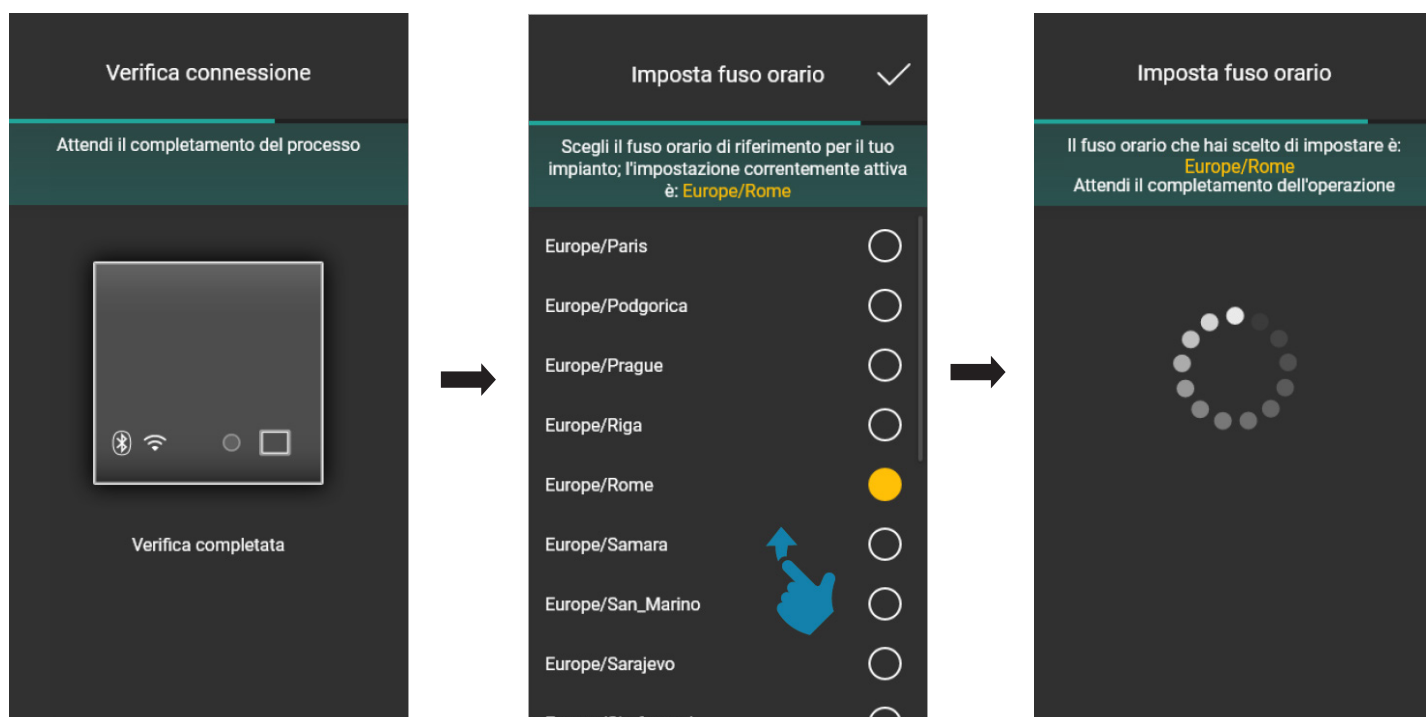 Verifica connessione
Attendi il completamento del processo
Verifica completata
Imposta fuso orario
Scegli il fuso orario di riferimento per il tuo
impianto; l'impostazione correntemente attiva
è: Europe/Rome
Europe/Paris
Europe/Podgorica
Europe/Prague
Europe/Riga
Europe/Rome
Europe/Samara
Europe/San_Marino
Europe/Sarajevo
Imposta fuso orario
Il fuso orario che hai scelto di impostare è:
Europe/Rome
Attendi il completamento dell'operazione